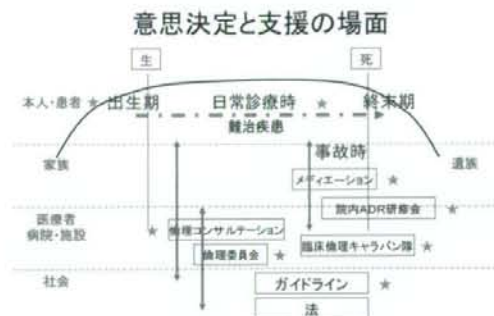 意思決定と支援の場面
生
死
本人・患者 ★ 出生期 日常診療時 ★ 終末期
難治疾患
家族 事故時 遺族
メディエーション ★
院内ADR研修会 ★
医療者
病院・施設
★ 倫理コンサルテーション
倫理委員会 ★
臨床倫理キャラバン隊 ★
社会
ガイドライン ★
法